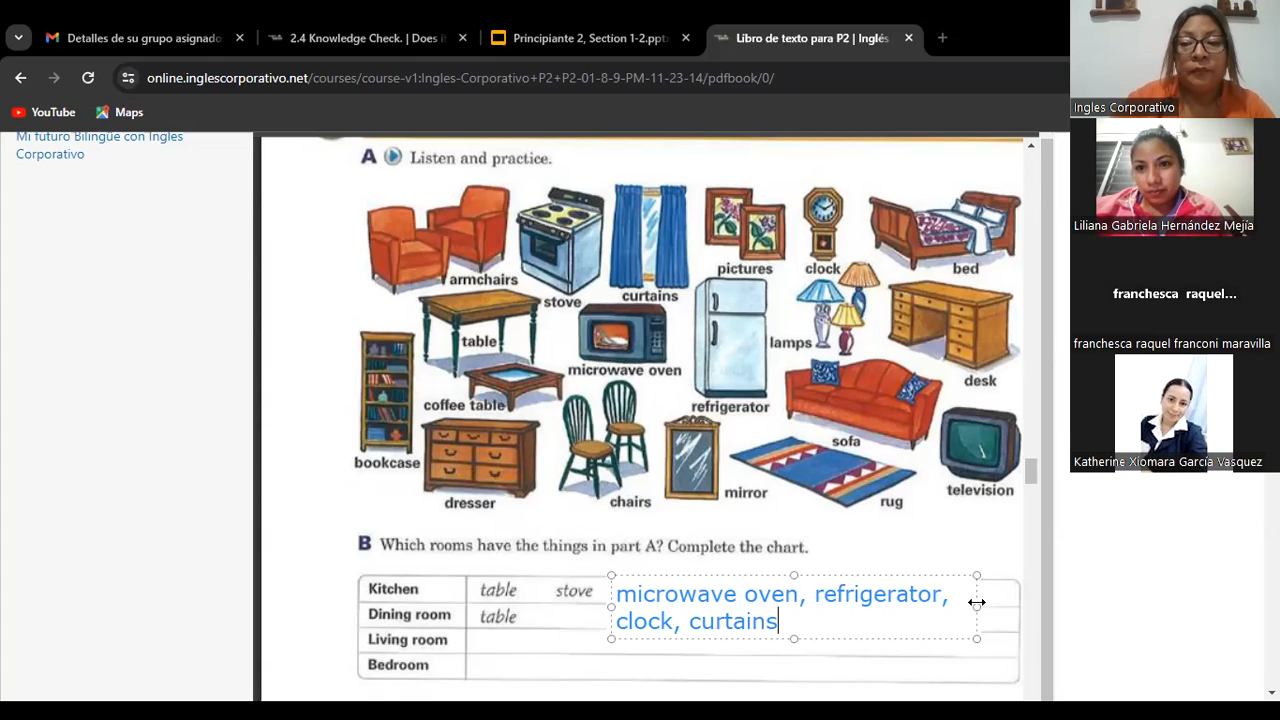 Detalles de su grupo asignado
2.4 Knowledge Check. | Does i
Principiante 2, Section 1-2.ppt
Libro de texto para P2 | Inglés
online.inglescorporativo.net/courses/course-v1:Ingles-Corporativo+P2+P2-01-8-9-PM-11-23-14/pdfbook/0/
YouTube
Maps
Mi futuro Bilingüe con Ingles
Corporativo
A Listen and practice.
armchairs
stove
curtains
pictures
clock
bed
table
microwave oven
refrigerator
lamps
desk
coffee table
sofa
bookcase
dresser
chairs
mirror
rug
television
B Which rooms have the things in part A? Complete the chart.
Kitchen table stove microwave oven, refrigerator,
clock, curtains
Dining room table
Living room
Bedroom
Ingles Corporativo
Liliana Gabriela Hernández Mejía
franchesca raquel...
franchesca raquel franconi maravilla
Katherine Xiomara García Vasquez